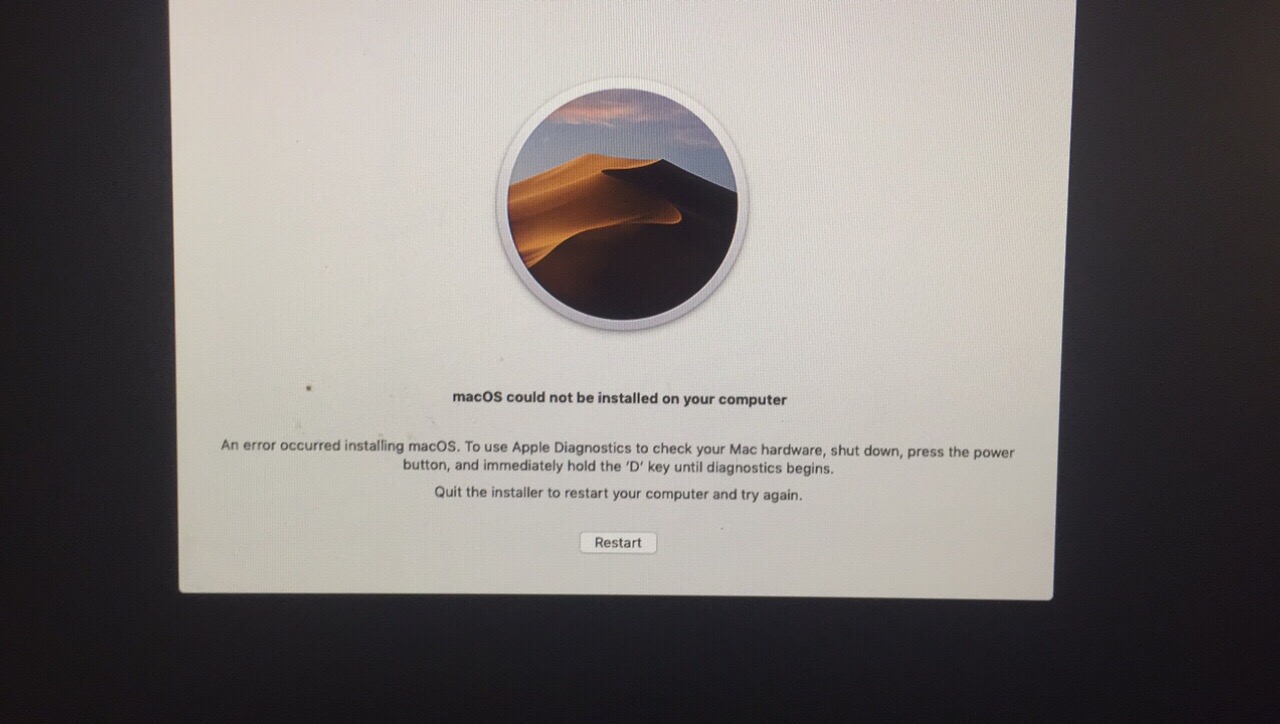 macOS could not be installed on your computer
An error occurred installing macOS. To use Apple Diagnostics to check your Mac hardware, shut down, press the power
button, and immediately hold the ‘D’ key until diagnostics begins.
Quit the installer to restart your computer and try again.
Restart